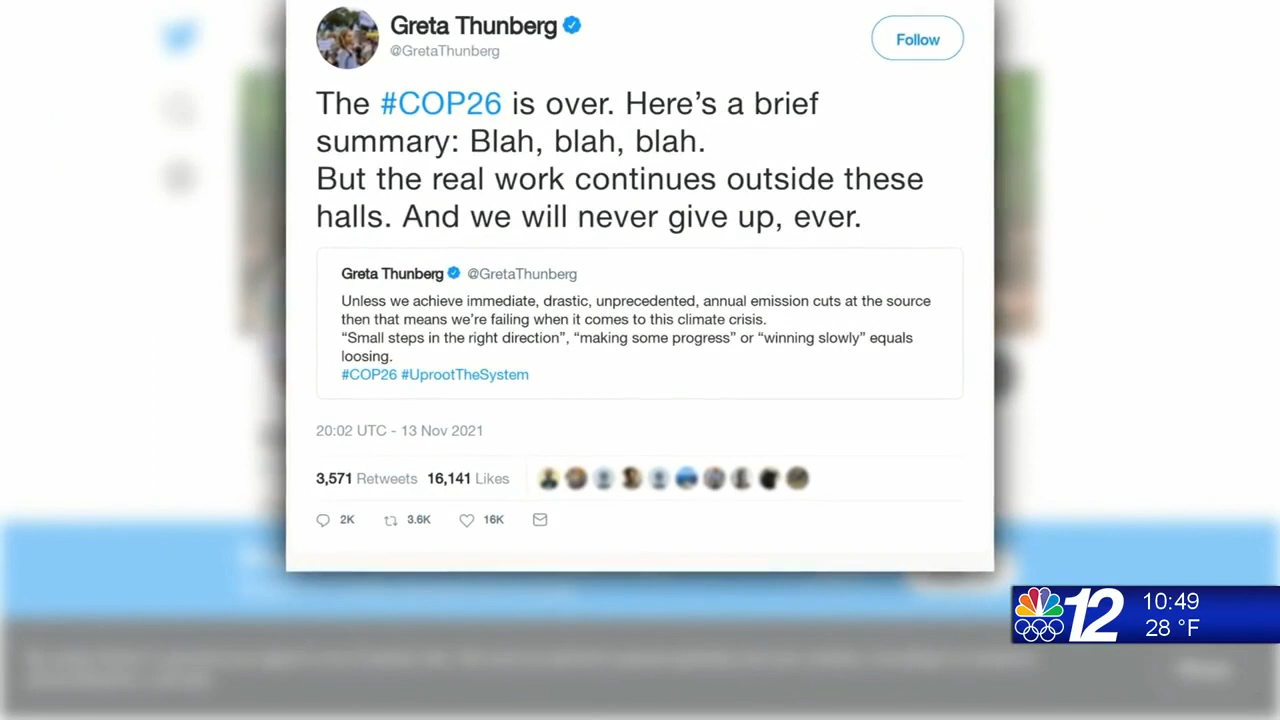 Greta Thunberg
@GretaThunberg
Follow
The #COP26 is over. Here’s a brief
summary: Blah, blah, blah.
But the real work continues outside these
halls. And we will never give up, ever.
Greta Thunberg @GretaThunberg
Unless we achieve immediate, drastic, unprecedented, annual emission cuts at the source
then that means we’re failing when it comes to this climate crisis.
“Small steps in the right direction”, “making some progress” or “winning slowly” equals
loosing.
#COP26 #UprootTheSystem
20:02 UTC - 13 Nov 2021
3,571 Retweets 16,141 Likes
2K 3.6K 16K
12
10:49
28 °F